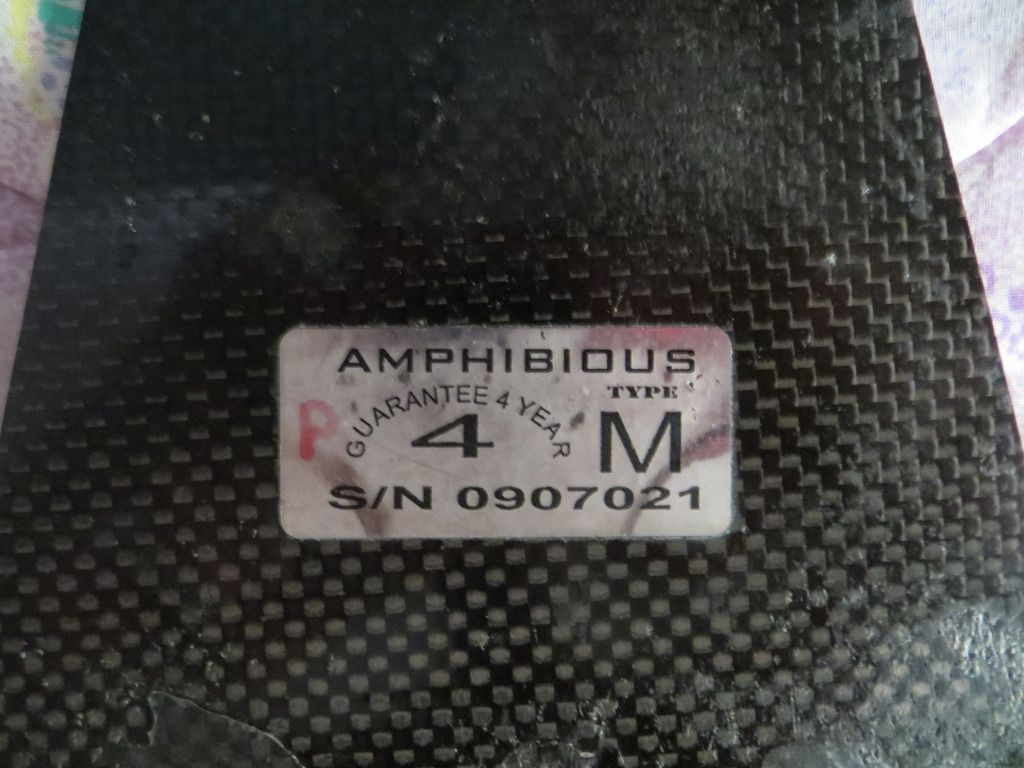 AMPHIBIOUS
GUARANTEE 4 YEAR
TYPE
P
4
M
S/N 0907021